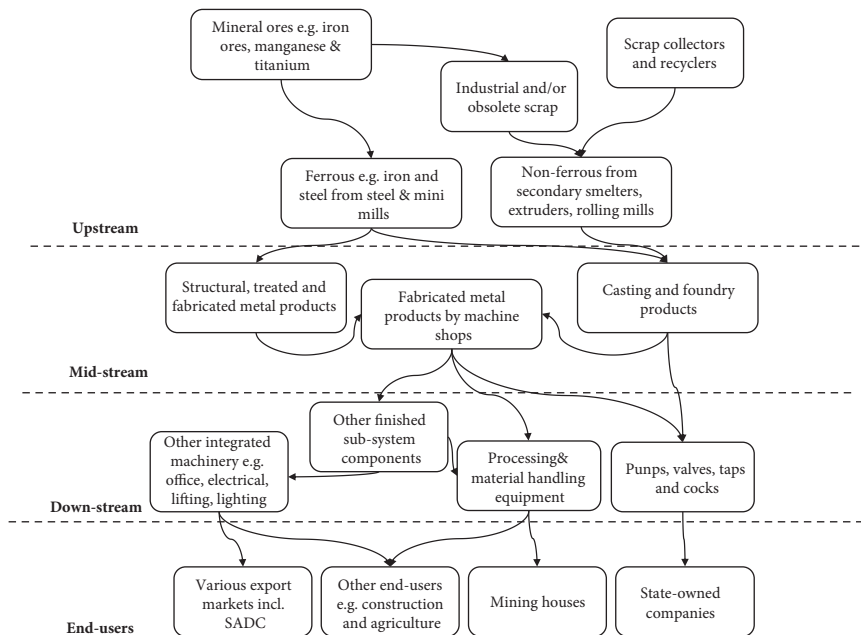 Mineral ores e.g. iron
ores, manganese &
titanium
Scrap collectors
and recyclers
Industrial and/or
obsolete scrap
Ferrous e.g. iron and
steel from steel & mini
mills
Non-ferrous from
secondary smelters,
extruders, rolling mills
Upstream
Structural, treated and
fabricated metal products
Fabricated metal
products by machine
shops
Casting and foundry
products
Mid-stream
Other finished
sub-system
components
Other integrated
machinery e.g.
office, electrical,
lifting, lighting
Processing&
material handling
equipment
Punps, valves, taps
and cocks
Down-stream
Various export
markets incl.
SADC
Other end-users
e.g. construction
and agriculture
Mining houses
State-owned
companies
End-users